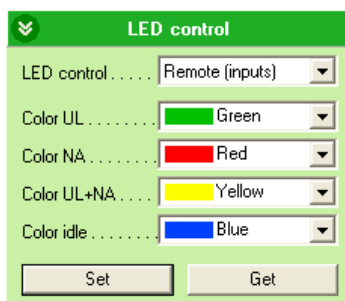 LED control
LED control . . . . . Remote (inputs)
Color UL . . . . . . . . Green
Color NA . . . . . . . . Red
Color UL+NA . . . . Yellow
Color idle . . . . . . . . Blue
Set Get